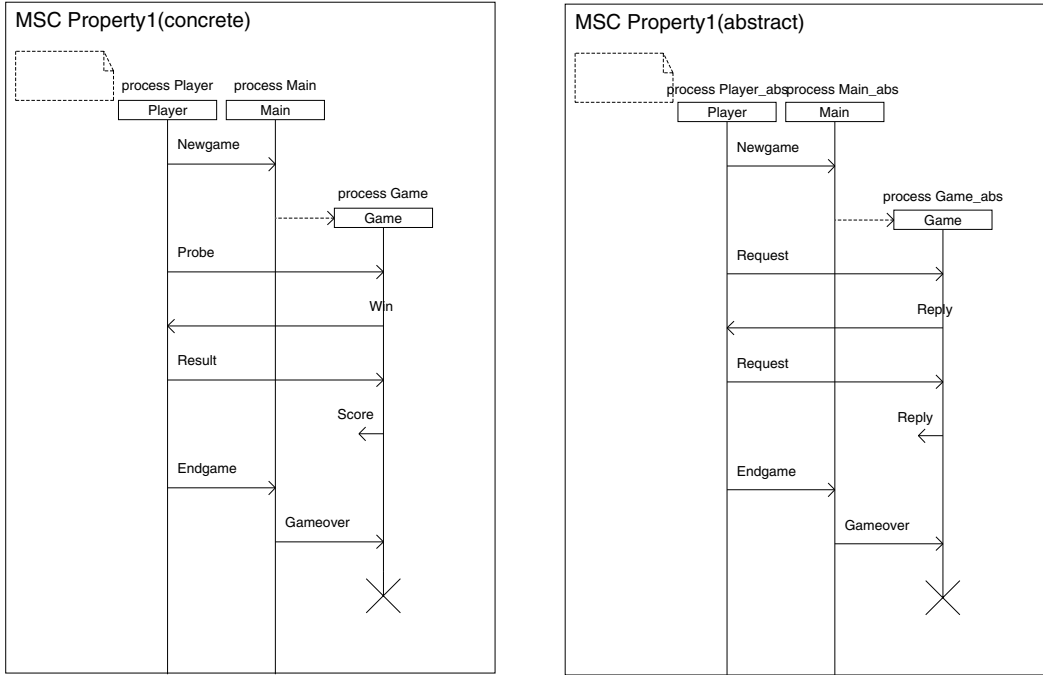 MSC Property1(concrete)
process Player
process Main
Player
Main
Newgame
process Game
Game
Probe
Win
Result
Score
Endgame
Gameover
MSC Property1(abstract)
process Player_abs
process Main_abs
Player
Main
Newgame
process Game_abs
Game
Request
Reply
Request
Reply
Endgame
Gameover